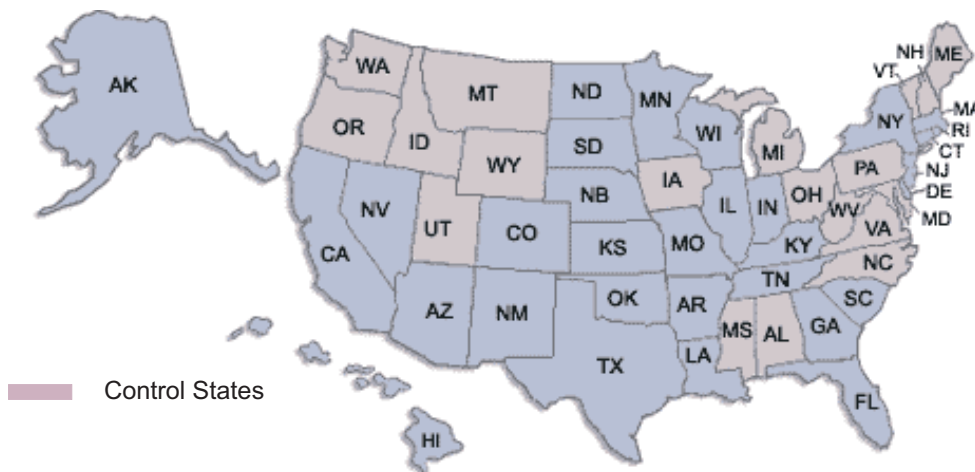 NH
ME
VT
AK
WA
MT
ND
MN
MA
OR
ID
SD
WI
NY
RI
CT
WY
MI
PA
NJ
IA
NB
OH
DE
NV
UT
CO
IL
IN
WV
VA
MD
CA
KS
MO
KY
NC
TN
AZ
NM
OK
AR
SC
MS
AL
GA
LA
TX
FL
HI
Control States